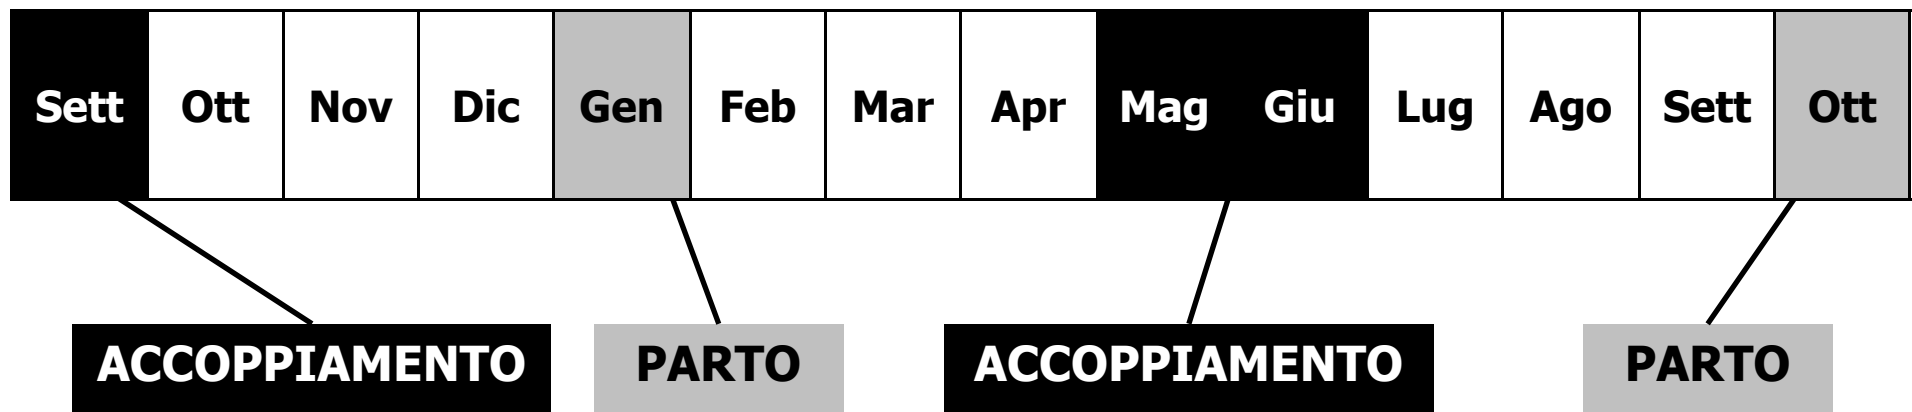 Sett Ott Nov Dic Gen Feb Mar Apr Mag Giu Lug Ago Sett Ott
ACCOPPIAMENTO PARTO ACCOPPIAMENTO PARTO